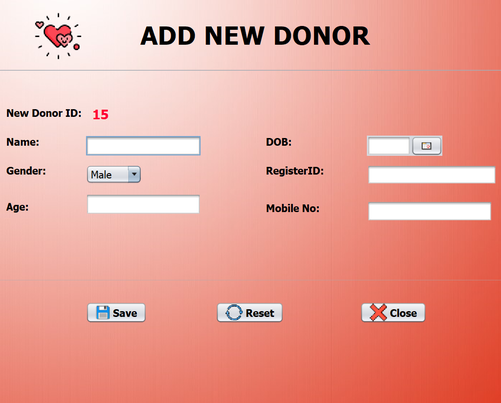 ADD NEW DONOR
New Donor ID: 15
Name:
DOB:
Gender: Male
RegisterID:
Age:
Mobile No:
Save Reset Close